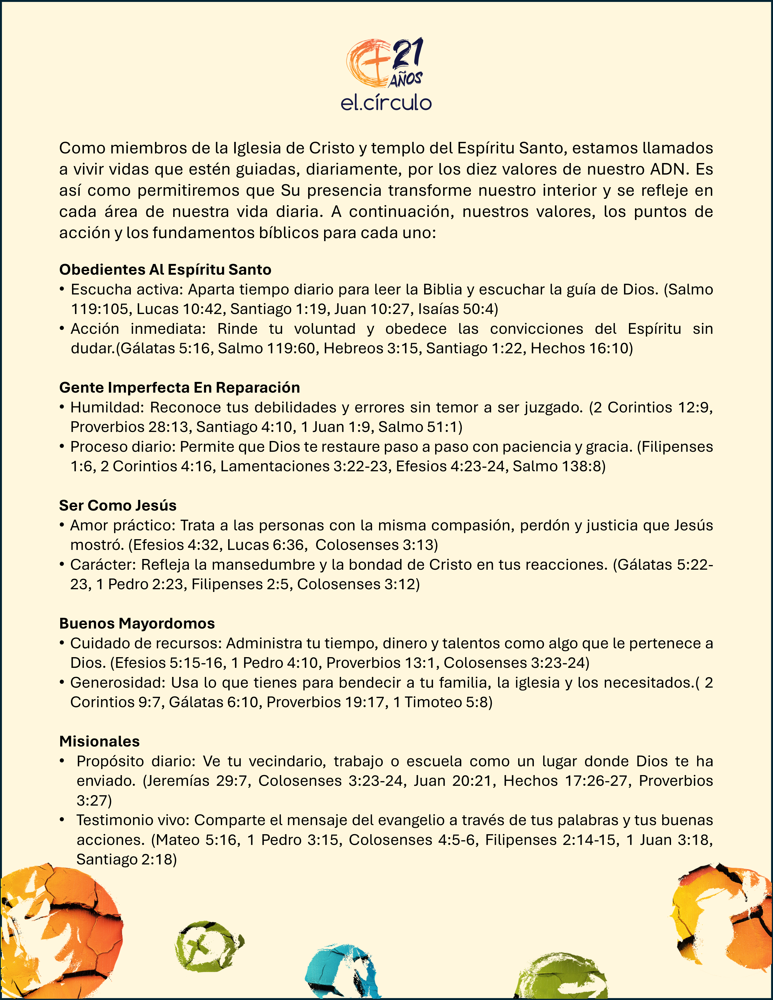 21
AÑOS
el.círculo
Como miembros de la Iglesia de Cristo y templo del Espíritu Santo, estamos llamados
a vivir vidas que estén guiadas, diariamente, por los diez valores de nuestro ADN. Es
así como permitiremos que Su presencia transforme nuestro interior y se refleje en
cada área de nuestra vida diaria. A continuación, nuestros valores, los puntos de
acción y los fundamentos bíblicos para cada uno:
Obedientes Al Espíritu Santo
• Escucha activa: Aparta tiempo diario para leer la Biblia y escuchar la guía de Dios. (Salmo
119:105, Lucas 10:42, Santiago 1:19, Juan 10:27, Isaías 50:4)
• Acción inmediata: Rinde tu voluntad y obedece las convicciones del Espíritu sin
dudar.(Gálatas 5:16, Salmo 119:60, Hebreos 3:15, Santiago 1:22, Hechos 16:10)
Gente Imperfecta En Reparación
• Humildad: Reconoce tus debilidades y errores sin temor a ser juzgado. (2 Corintios 12:9,
Proverbios 28:13, Santiago 4:10, 1 Juan 1:9, Salmo 51:1)
• Proceso diario: Permite que Dios te restaure paso a paso con paciencia y gracia. (Filipenses
1:6, 2 Corintios 4:16, Lamentaciones 3:22-23, Efesios 4:23-24, Salmo 138:8)
Ser Como Jesús
• Amor práctico: Trata a las personas con la misma compasión, perdón y justicia que Jesús
mostró. (Efesios 4:32, Lucas 6:36,  Colosenses 3:13)
• Carácter: Refleja la mansedumbre y la bondad de Cristo en tus reacciones. (Gálatas 5:22-
23, 1 Pedro 2:23, Filipenses 2:5, Colosenses 3:12)
Buenos Mayordomos
• Cuidado de recursos: Administra tu tiempo, dinero y talentos como algo que le pertenece a
Dios. (Efesios 5:15-16, 1 Pedro 4:10, Proverbios 13:1, Colosenses 3:23-24)
• Generosidad: Usa lo que tienes para bendecir a tu familia, la iglesia y los necesitados.( 2
Corintios 9:7, Gálatas 6:10, Proverbios 19:17, 1 Timoteo 5:8)
Misionales
• Propósito diario: Ve tu vecindario, trabajo o escuela como un lugar donde Dios te ha
enviado. (Jeremías 29:7, Colosenses 3:23-24, Juan 20:21, Hechos 17:26-27, Proverbios
3:27)
• Testimonio vivo: Comparte el mensaje del evangelio a través de tus palabras y tus buenas
acciones. (Mateo 5:16, 1 Pedro 3:15, Colosenses 4:5-6, Filipenses 2:14-15, 1 Juan 3:18,
Santiago 2:18)